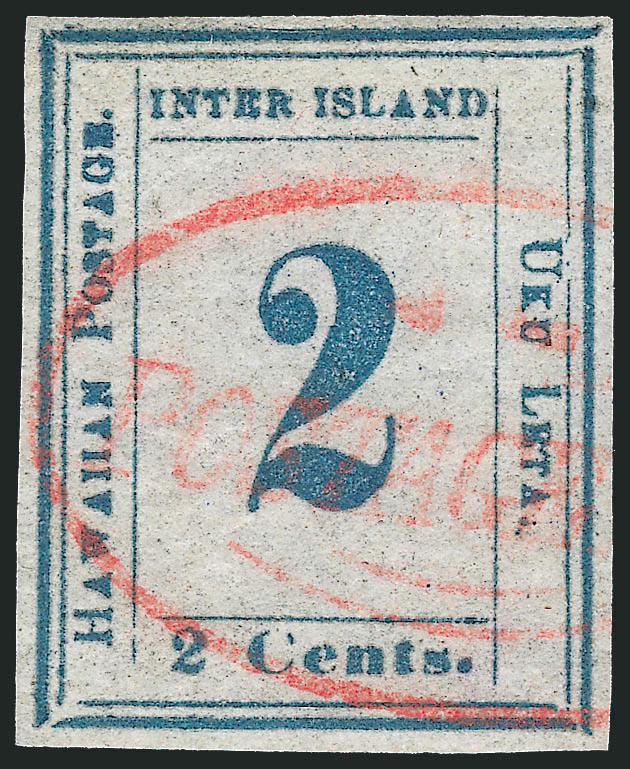 INTER ISLAND
HAWAIIAN POSTAGE.
2
UKU LETA.
2 Cents.